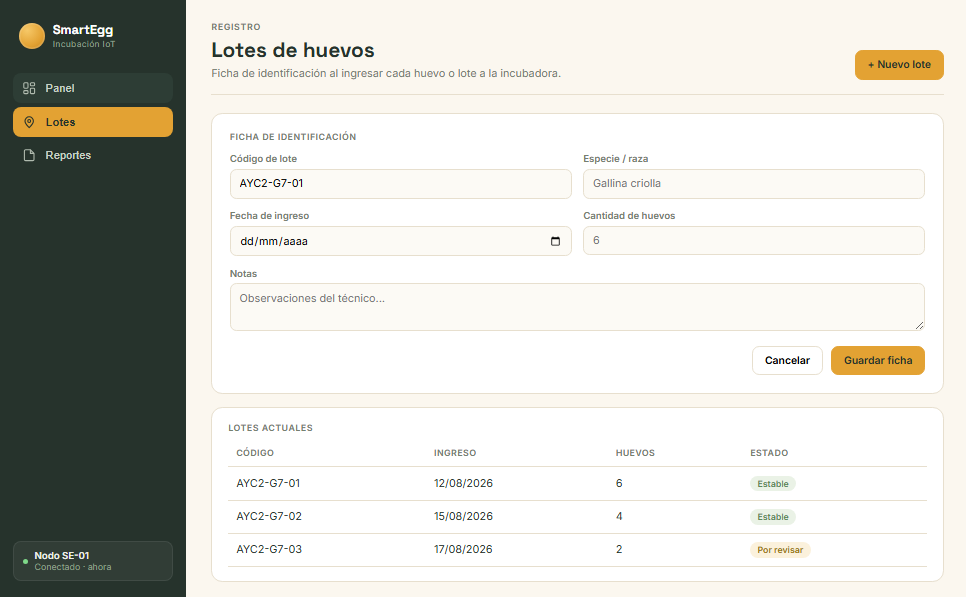 SmartEgg
Incubación IoT
Panel
Lotes
Reportes
Nodo SE-01
Conectado · ahora
REGISTRO
Lotes de huevos
Ficha de identificación al ingresar cada huevo o lote a la incubadora.
+ Nuevo lote
FICHA DE IDENTIFICACIÓN
Código de lote
AYC2-G7-01
Especie / raza
Gallina criolla
Fecha de ingreso
dd/mm/aaaa
Cantidad de huevos
6
Notas
Observaciones del técnico...
Cancelar
Guardar ficha
LOTES ACTUALES
CÓDIGO INGRESO HUEVOS ESTADO
AYC2-G7-01 12/08/2026 6 Estable
AYC2-G7-02 15/08/2026 4 Estable
AYC2-G7-03 17/08/2026 2 Por revisar